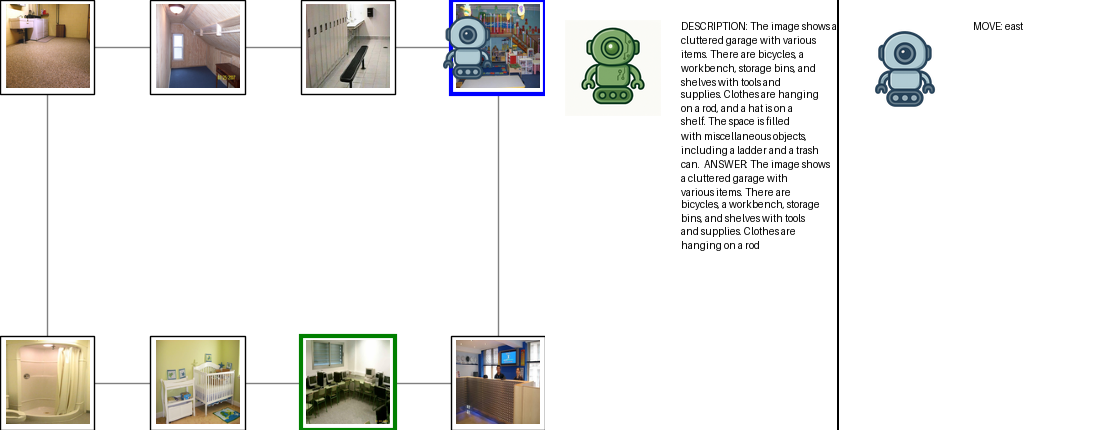 DESCRIPTION: The image shows a
cluttered garage with various
items. There are bicycles, a
workbench, storage bins, and
shelves with tools and
supplies. Clothes are hanging
on a rod, and a hat is on a
shelf. The space is filled
with miscellaneous objects,
including a ladder and a trash
can. ANSWER: The image shows
a cluttered garage with
various items. There are
bicycles, a workbench, storage
bins, and shelves with tools
and supplies. Clothes are
hanging on a rod
MOVE: east